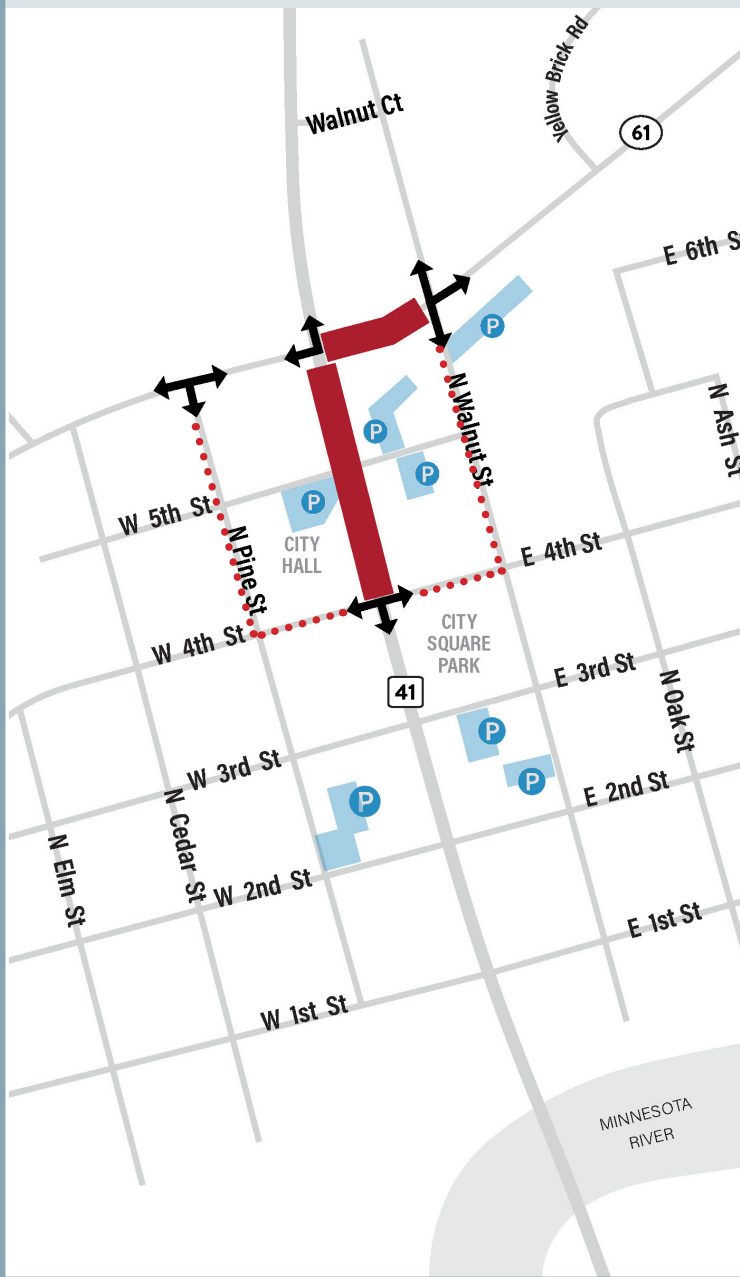 Yellow Brick Rd
Walnut Ct
61
E 6th S
P
N Walnut St
N Ash St
P
P
P
W 5th St
CITY
HALL
N Pine St
E 4th St
W 4th St
CITY
SQUARE
PARK
E 3rd St
41
N Oak St
P
W 3rd St
P
E 2nd St
P
N Cedar St
N Elm St
W 2nd St
E 1st St
W 1st St
MINNESOTA
RIVER